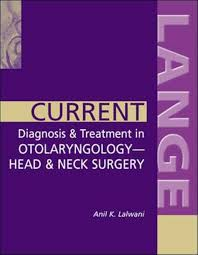 LANGE
CURRENT
Diagnosis & Treatment in
OTOLARYNGOLOGY—
HEAD & NECK SURGERY
Anil K. Lalwani